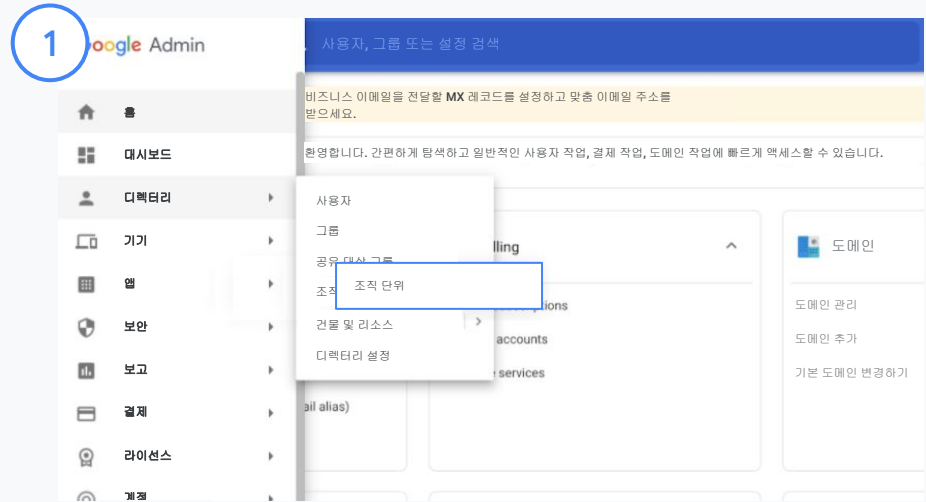 1
oogle Admin
사용자, 그룹 또는 설정 검색
비즈니스 이메일을 전달할 MX 레코드를 설정하고 맞춤 이메일 주소를
받으세요.
홈
대시보드
환영합니다. 간편하게 탐색하고 일반적인 사용자 작업, 결제 작업, 도메인 작업에 빠르게 액세스할 수 있습니다.
디렉터리
사용자
그룹
공유 대상 그룹
조직
조직 단위
건물 및 리소스
디렉터리 설정
기기
앱
보안
보고
결제
라이선스
계정
lling
accounts
services
ail alias)
도메인
도메인 관리
도메인 추가
기본 도메인 변경하기